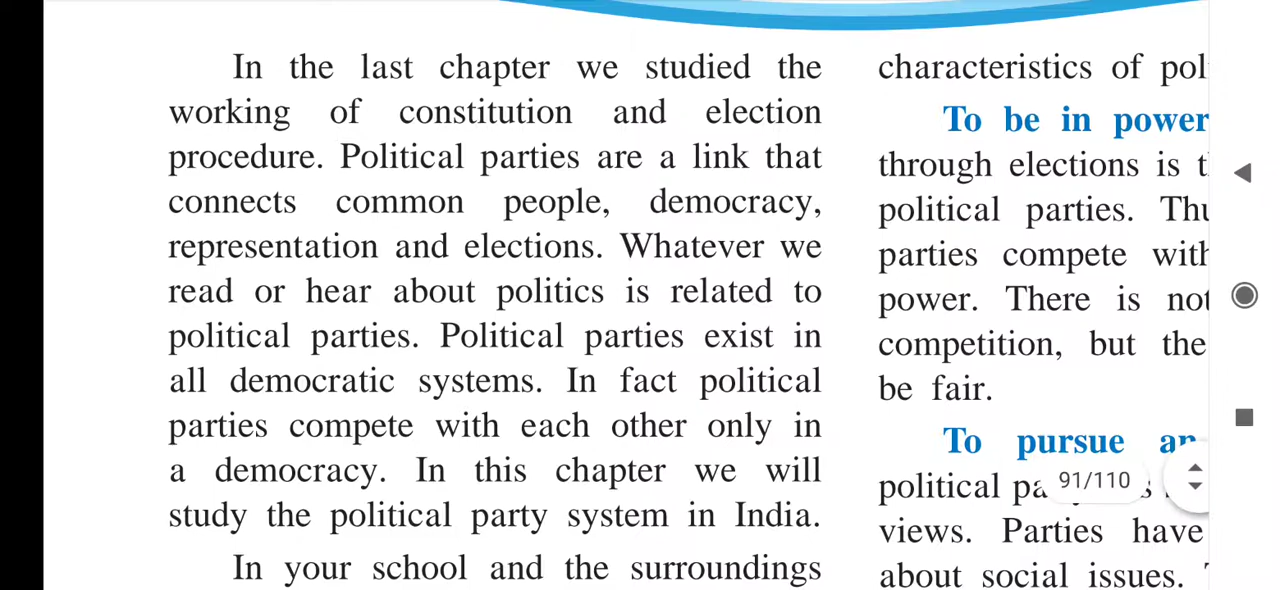 In the last chapter we studied the
working of constitution and election
procedure. Political parties are a link that
connects common people, democracy,
representation and elections. Whatever we
read or hear about politics is related to
political parties. Political parties exist in
all democratic systems. In fact political
parties compete with each other only in
a democracy. In this chapter we will
study the political party system in India.
In your school and the surroundings
characteristics of
To be in power
through elections is
political parties.
parties compete
power. There is
competition, but the
be fair.
To pursue
political
views. Parties have
about social issues.
91/110